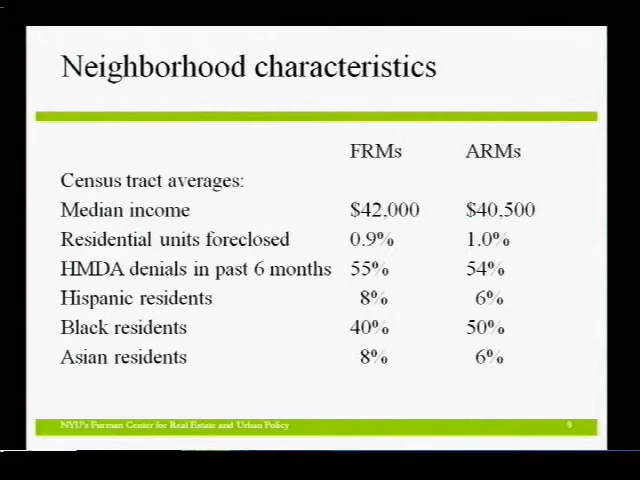 Neighborhood characteristics
FRMs ARMs
Census tract averages:
Median income $42,000 $40,500
Residential units foreclosed 0.9% 1.0%
HMDA denials in past 6 months 55% 54%
Hispanic residents 8% 6%
Black residents 40% 50%
Asian residents 8% 6%
NYU's Furman Center for Real Estate and Urban Policy 9